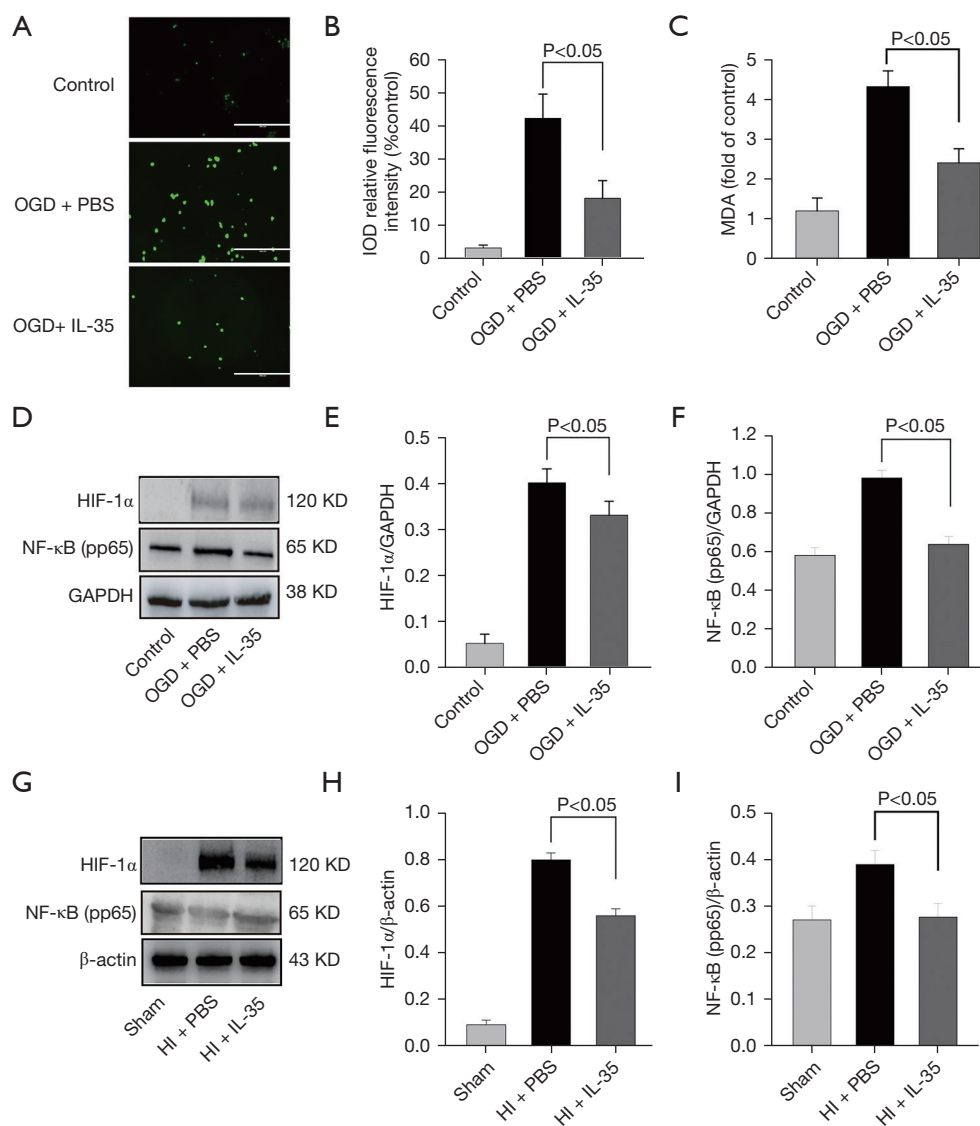 A
Control
OGD + PBS
OGD+ IL-35
B
P<0.05
IOD relative fluorescence
intensity (%control)
60
50
40
30
20
10
0
Control
OGD + PBS
OGD + IL-35
C
P<0.05
MDA (fold of control)
5
4
3
2
1
0
Control
OGD + PBS
OGD + IL-35
D
HIF-1α
120 KD
NF-κB (pp65)
65 KD
GAPDH
38 KD
Control
OGD + PBS
OGD + IL-35
E
P<0.05
HIF-1α/GAPDH
0.5
0.4
0.3
0.2
0.1
0.0
Control
OGD + PBS
OGD + IL-35
F
P<0.05
NF-κB (pp65)/GAPDH
1.2
1.0
0.8
0.6
0.4
0.2
0.0
Control
OGD + PBS
OGD + IL-35
G
HIF-1α
120 KD
NF-κB (pp65)
65 KD
β-actin
43 KD
Sham
HI + PBS
HI + IL-35
H
P<0.05
HIF-1α/β-actin
1.0
0.8
0.6
0.4
0.2
0.0
Sham
HI + PBS
HI + IL-35
I
P<0.05
NF-κB (pp65)/β-actin
0.5
0.4
0.3
0.2
0.1
0.0
Sham
HI + PBS
HI + IL-35